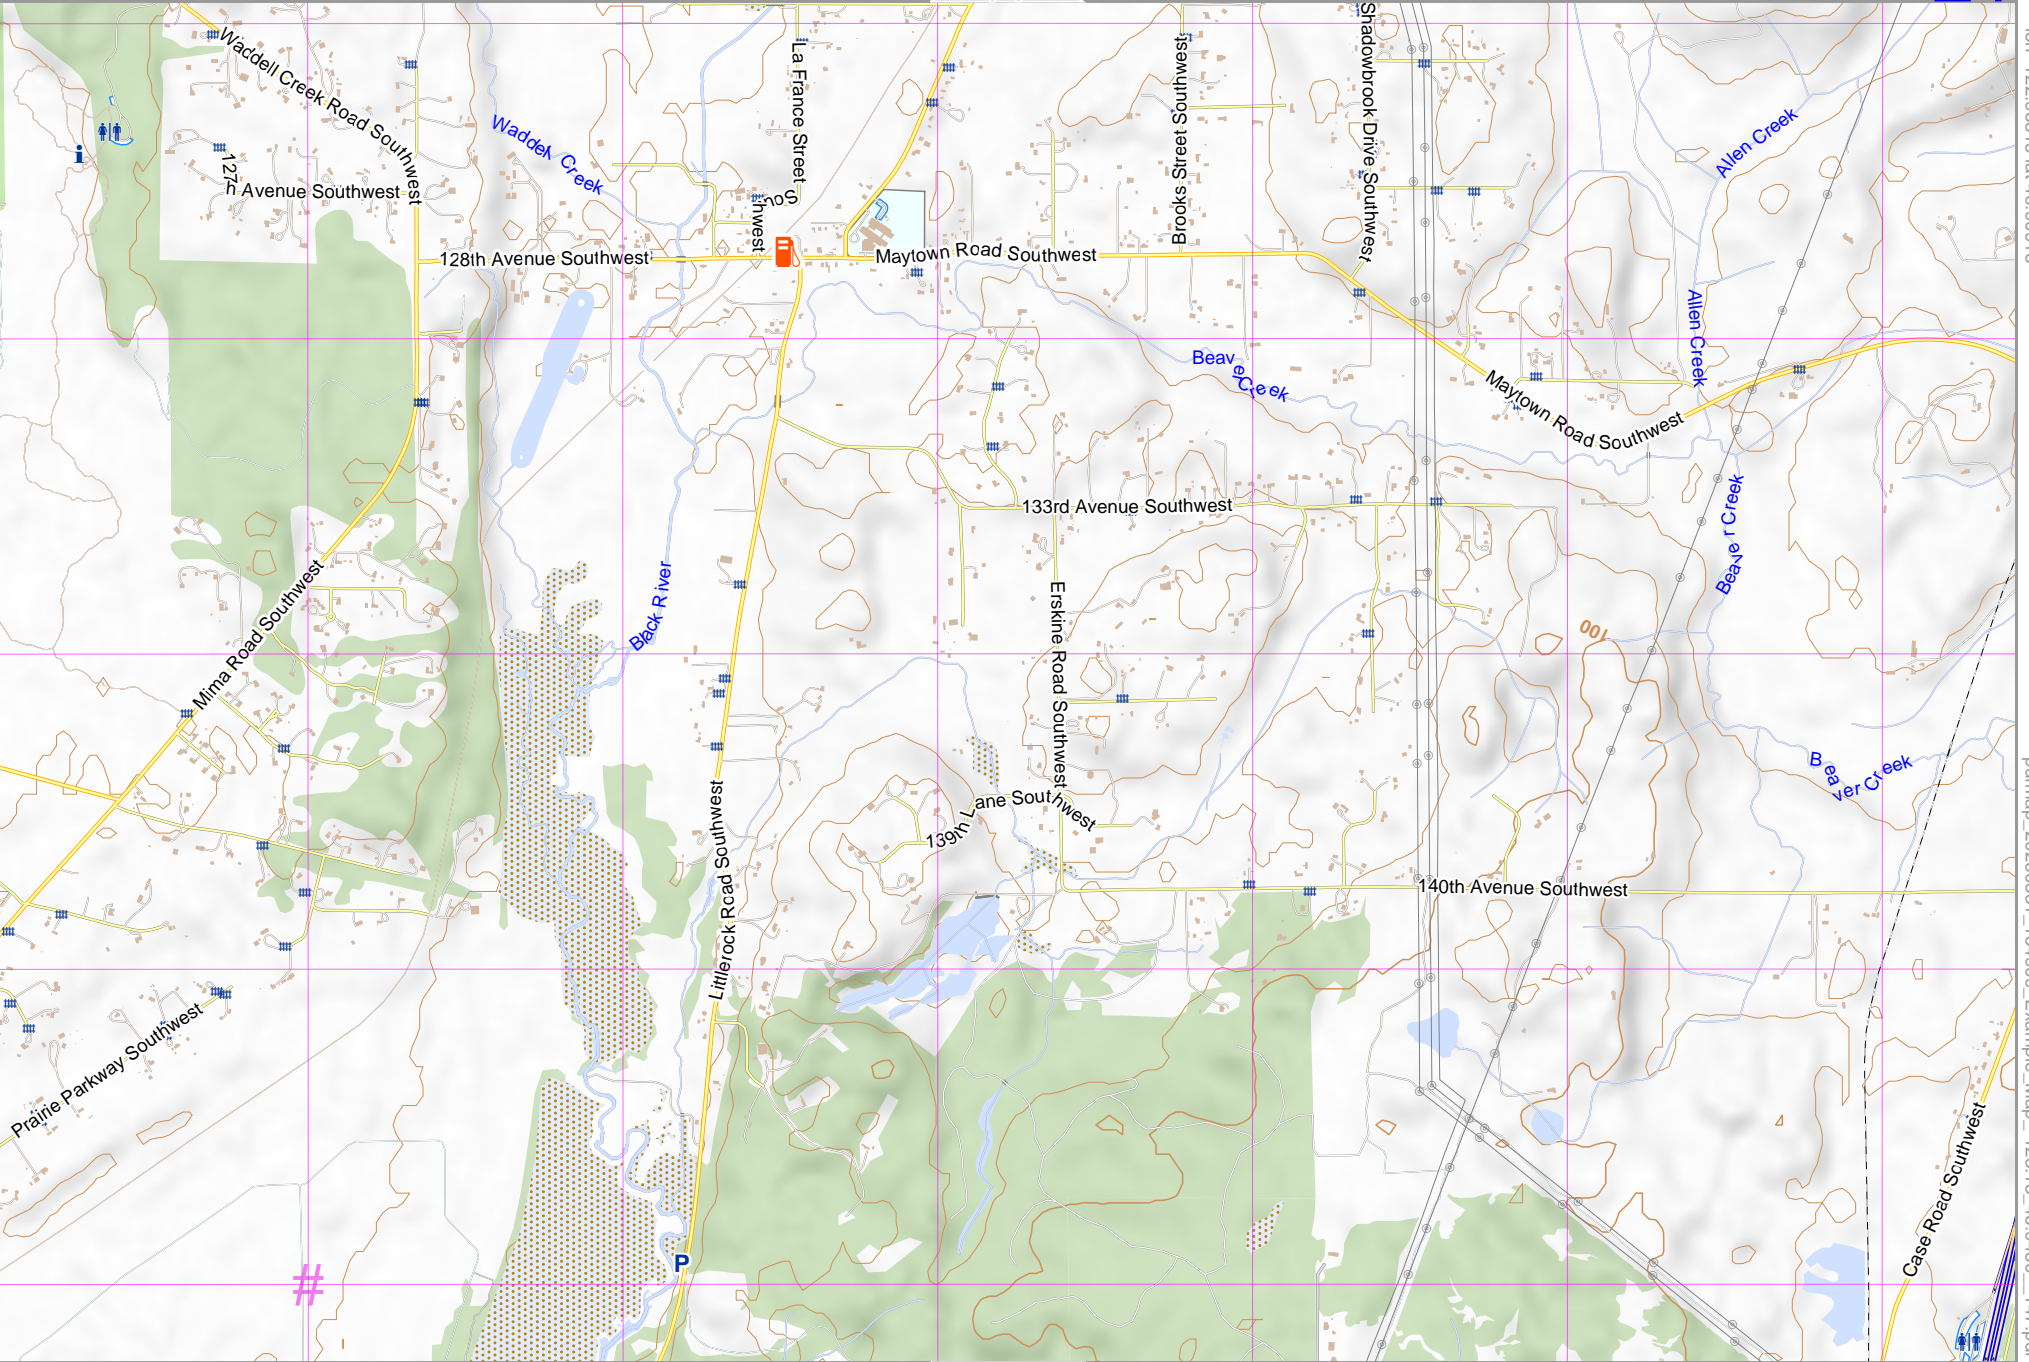 Waddell Creek Road Southwest
La France Street
Brooks Street Southwest
Shadowbrook Drive Southwest
Waddell Creek
Allen Creek
i
127
h Avenue Southwest
Sou
hwest
128th Avenue Southwest
Maytown Road Southwest
Allen Creek
Beaver Creek
Maytown Road Southwest
133rd Avenue Southwest
Beaver Creek
Black River
Mima Road Southwest
Erskine Road Southwest
100
Beaver Creek
139th Lane Southwest
Littlerock Road Southwest
140th Avenue Southwest
Prairie Parkway Southwest
Case Road Southwest
P
#